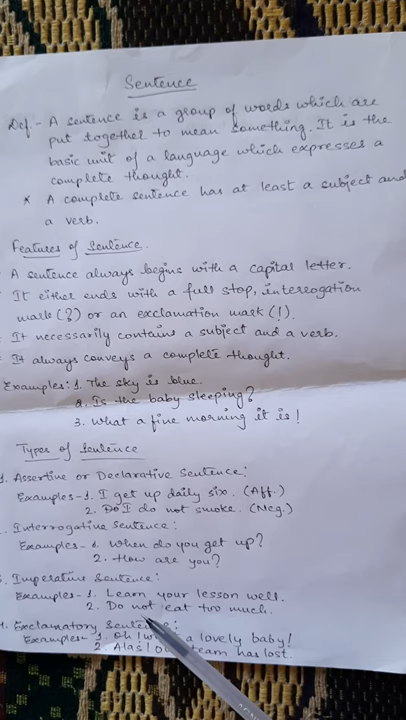 Sentence
Def.- A sentence is a group of words which are
put together to mean something. It is the
basic unit of a language which expresses a
complete thought.
* A complete sentence has at least a subject and
a verb.
Features of Sentence.
A sentence always begins with a capital letter.
It either ends with a full stop, interrogation
mark (?) or an exclamation mark (!).
It necessarily contains a subject and a verb.
It always conveys a complete thought.
Examples: 1. The sky is blue.
2. Is the baby sleeping?
3. What a fine morning it is!
Types of Sentence
1. Assertive or Declarative Sentence:
Examples-1. I get up daily six. (Aff.)
2. I do not smoke. (Neg.)
Interrogative Sentence:
Examples-1. When do you get up?
2. How are you?
Imperative Sentence:
Examples-1. Learn your lesson well.
2. Do not eat too much.
4. Exclamatory Sentence:
Examples-1. Oh! a lovely baby!
2 Alas! team has lost.